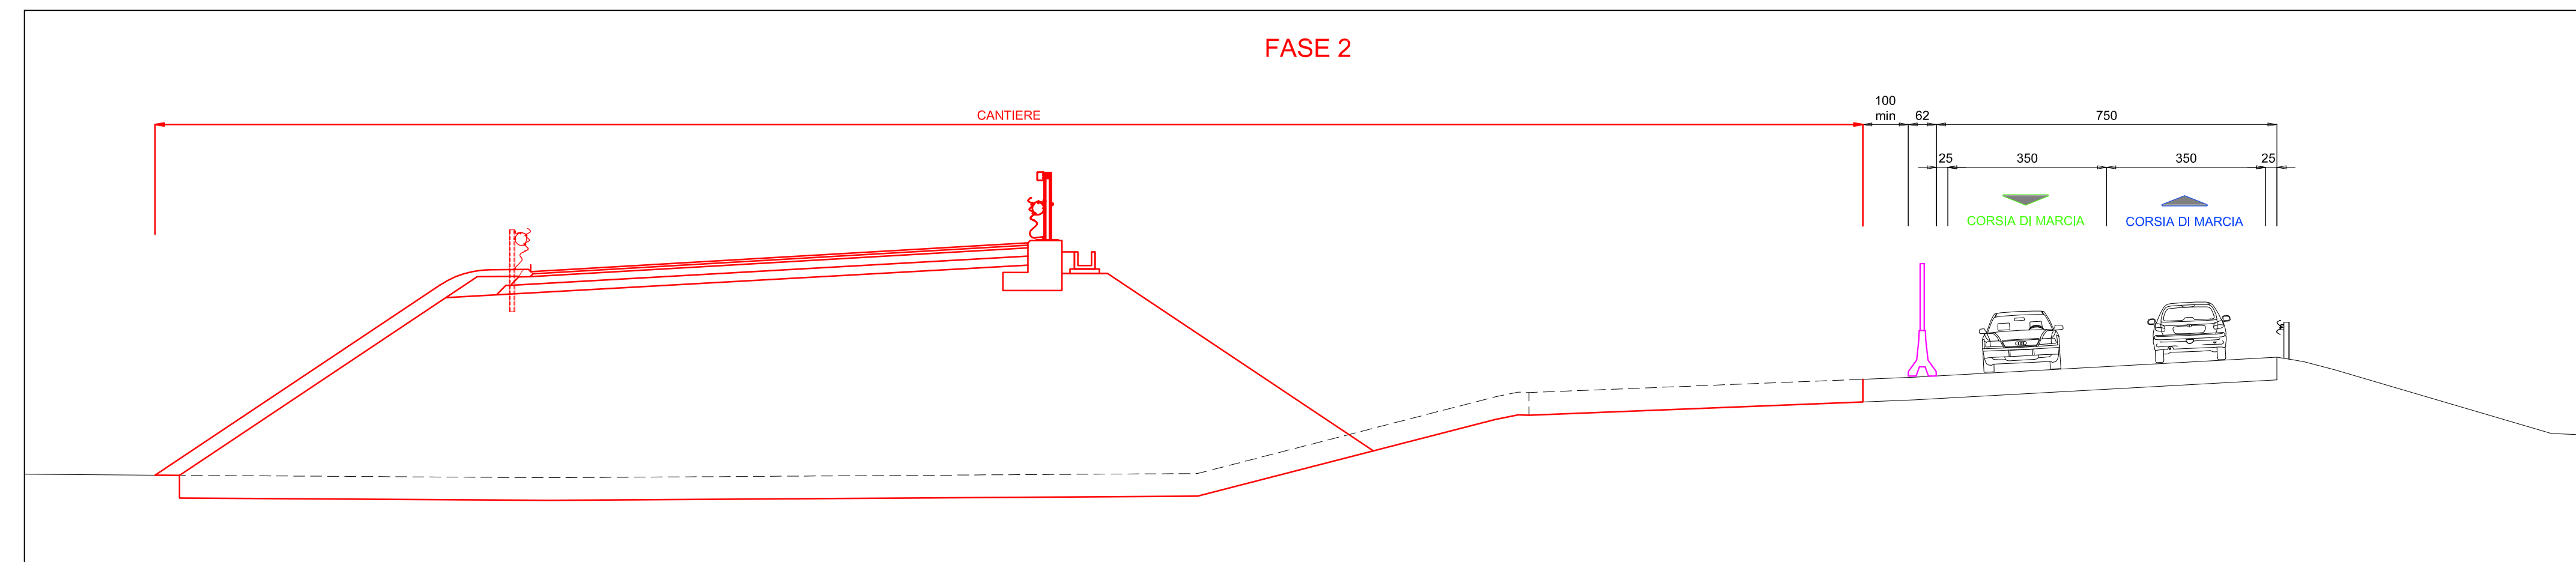 FASE 2
CANTIERE
100
min
62
750
25
350
350
25
CORSIA DI MARCIA
CORSIA DI MARCIA